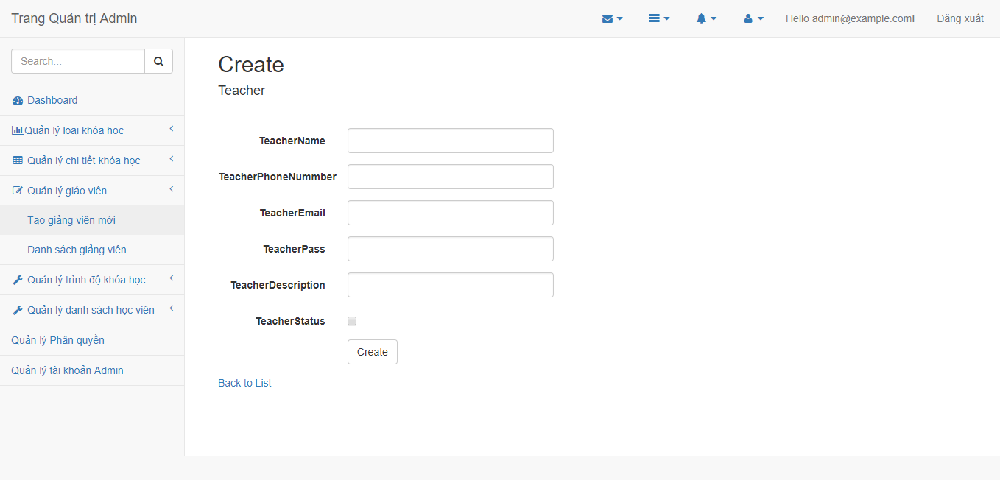 Trang Quản trị Admin
Hello admin@example.com!
Đăng xuất
Search...
Dashboard
Quản lý loại khóa học
Quản lý chi tiết khóa học
Quản lý giáo viên
Tạo giảng viên mới
Danh sách giảng viên
Quản lý trình độ khóa học
Quản lý danh sách học viên
Quản lý Phân quyền
Quản lý tài khoản Admin
Create
Teacher
TeacherName
TeacherPhoneNummber
TeacherEmail
TeacherPass
TeacherDescription
TeacherStatus
Create
Back to List